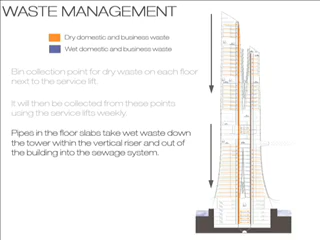 WASTE MANAGEMENT
Dry domestic and business waste
Wet domestic and business waste
Bin collection point for dry waste on each floor
next to the service lift.
It will then be collected from these points
using the service lifts weekly.
Pipes in the floor slabs take wet waste down
the tower within the vertical riser and out of
the building into the sewage system.